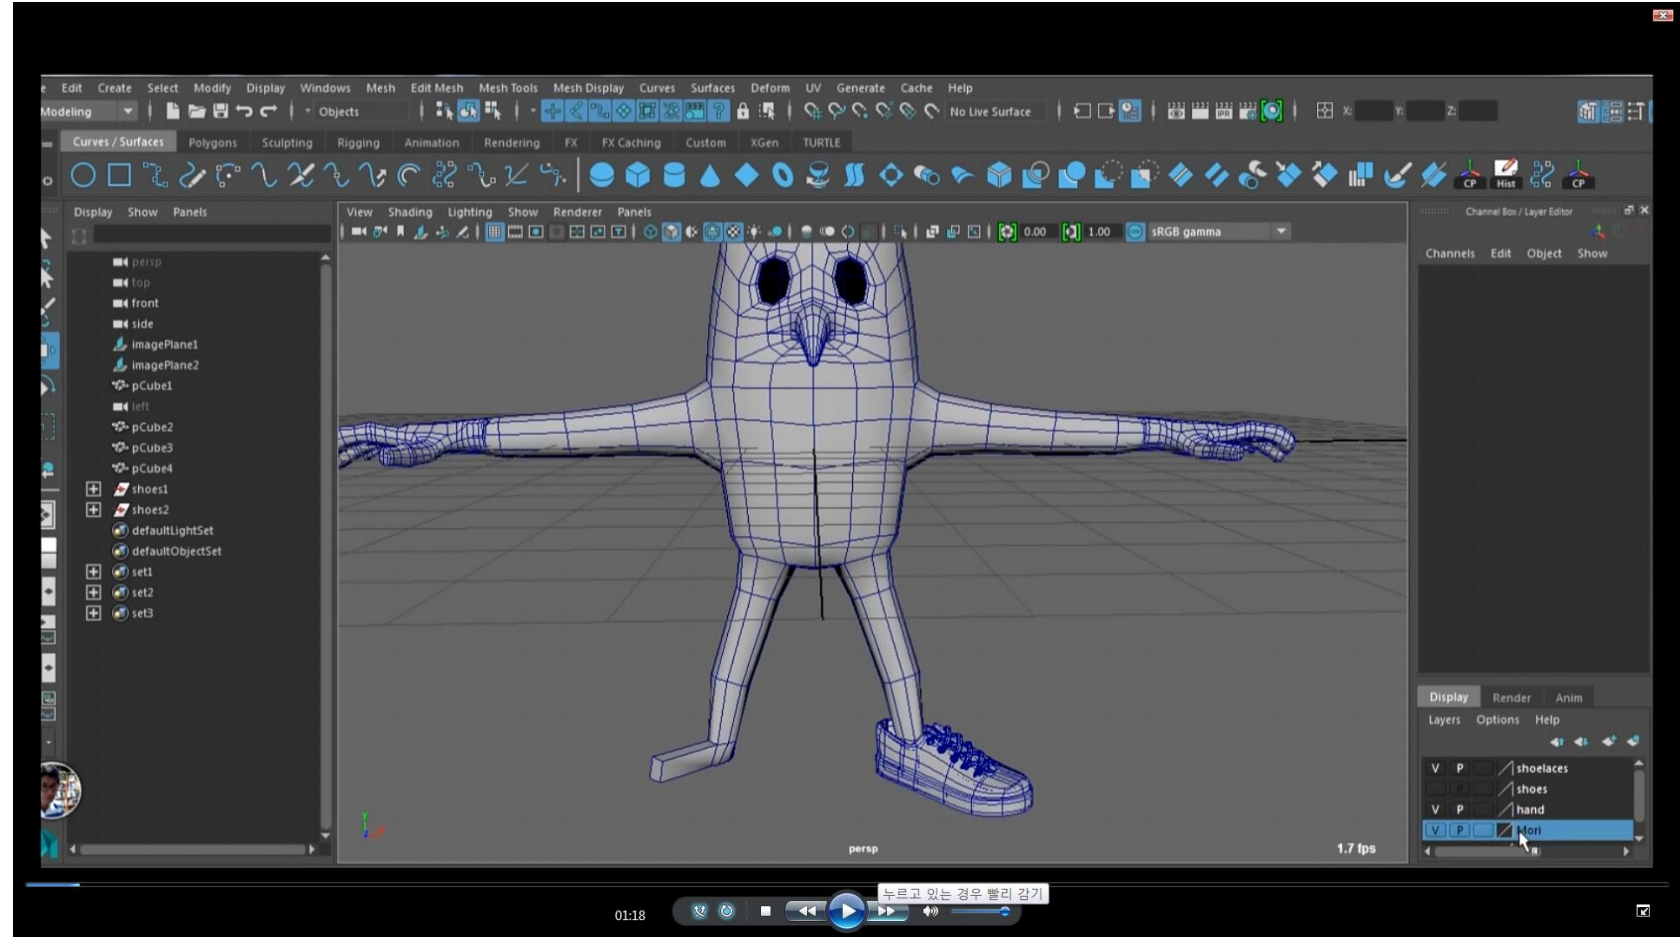 e Edit Create Select Modify Display Windows Mesh Edit Mesh Mesh Tools Mesh Display Curves Surfaces Deform UV Generate Cache Help
Modeling Objects No Live Surface X: Y: Z:
Curves / Surfaces Polygons Sculpting Rigging Animation Rendering FX FX Caching Custom XGen TURTLE
CP Hist CP
Display Show Panels
persp
top
front
side
imagePlane1
imagePlane2
pCube1
left
pCube2
pCube3
pCube4
shoes1
shoes2
defaultLightSet
defaultObjectSet
set1
set2
set3
View Shading Lighting Show Renderer Panels
0.00 1.00 sRGB gamma
persp
1.7 fps
Channel Box / Layer Editor
Channels Edit Object Show
Display Render Anim
Layers Options Help
V P shoelaces
shoes
V P hand
V P Mori
누르고 있는 경우 빨리 감기
01:18